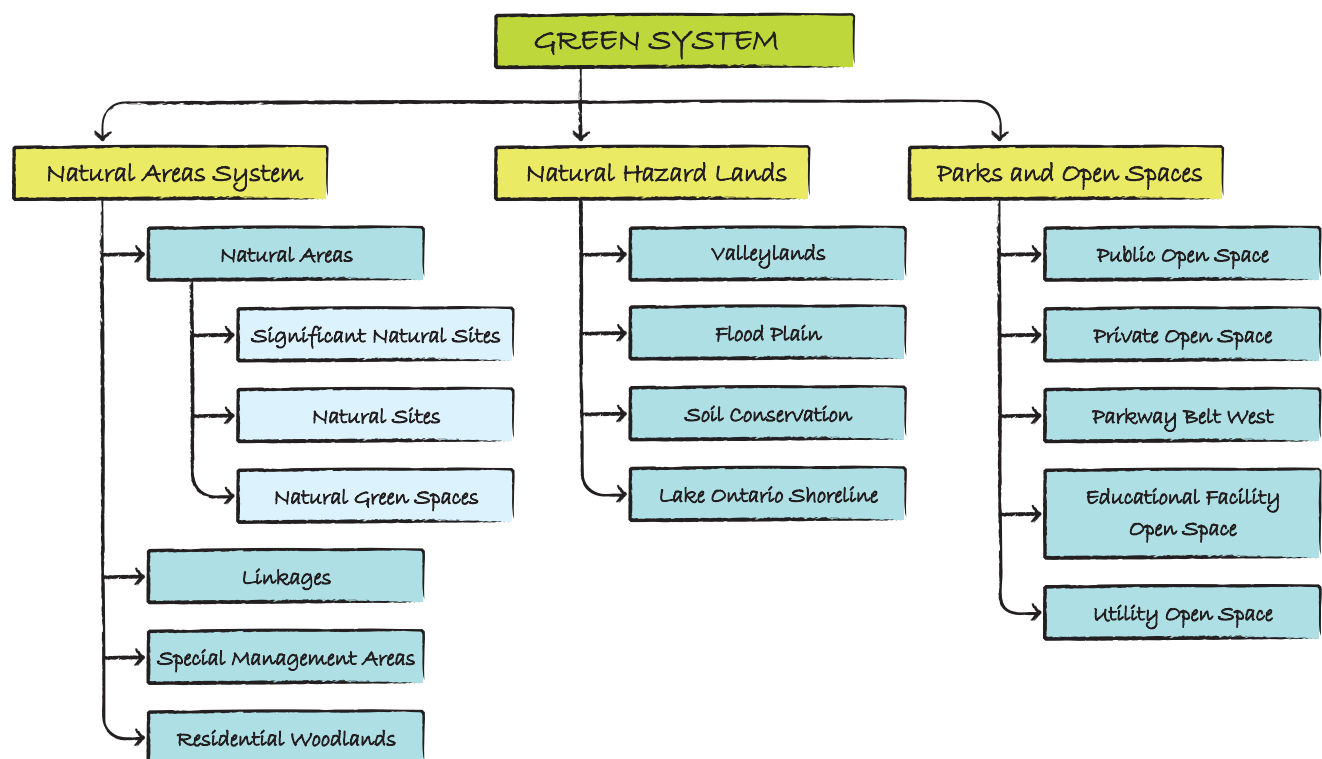 GREEN SYSTEM
Natural Areas System
Natural Hazard Lands
Parks and Open Spaces
Natural Areas
Significant Natural Sites
Natural Sites
Natural Green Spaces
Linkages
Special Management Areas
Residential Woodlands
Valleylands
Flood Plain
Soil Conservation
Lake Ontario Shoreline
Public Open Space
Private Open Space
Parkway Belt West
Educational Facility
Open Space
Utility Open Space